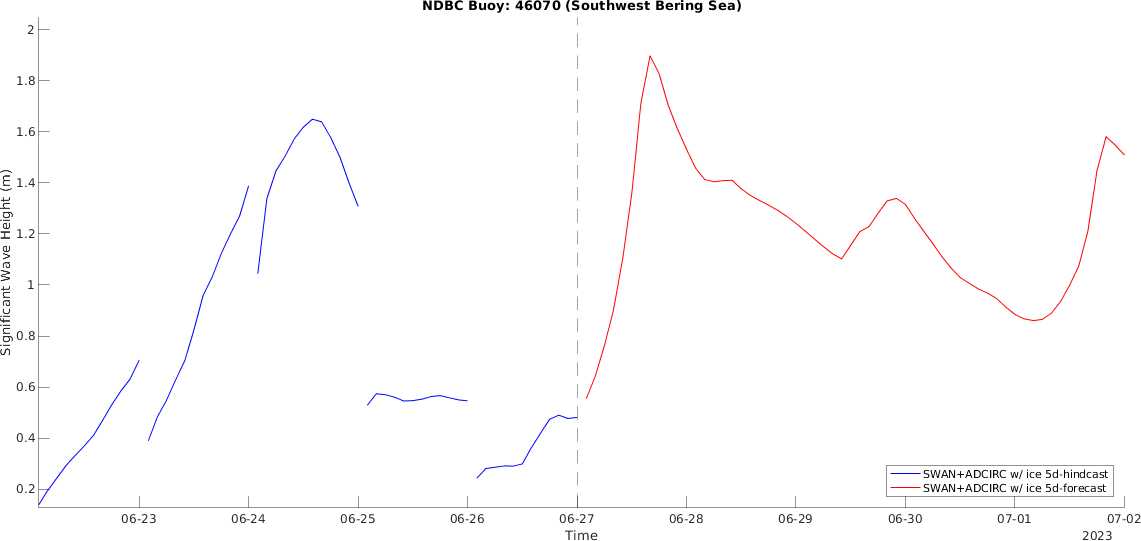 NDBC Buoy: 46070 (Southwest Bering Sea)
2
1.8
1.6
1.4
1.2
1
0.8
0.6
0.4
0.2
Significant Wave Height (m)
SWAN+ADCIRC w/ ice 5d-hindcast
SWAN+ADCIRC w/ ice 5d-forecast
06-23 06-24 06-25 06-26 06-27 06-28 06-29 06-30 07-01 07-02
Time
2023